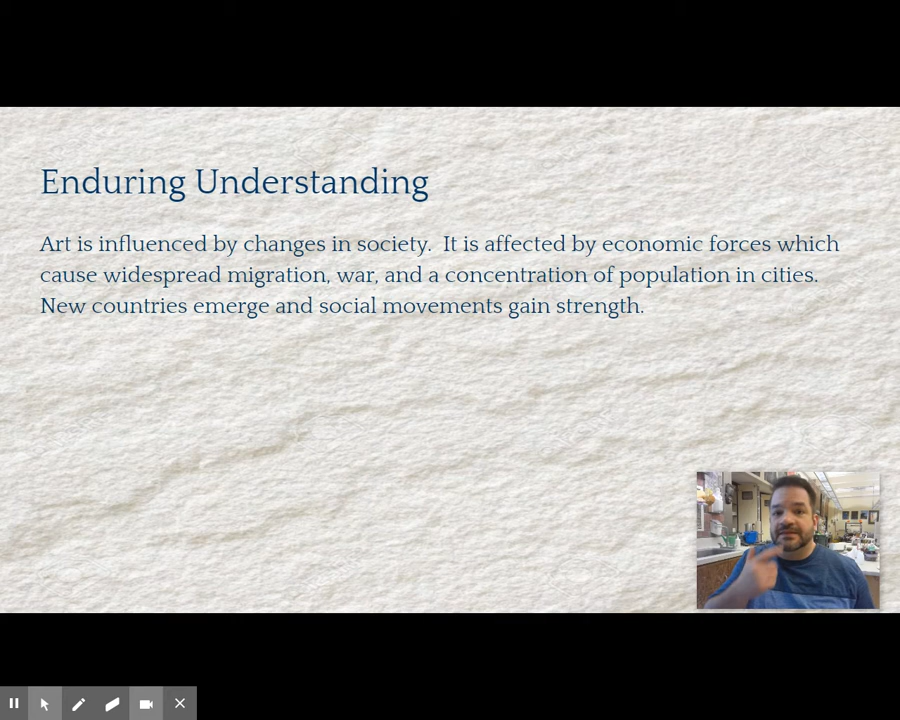 Enduring Understanding
Art is influenced by changes in society.  It is affected by economic forces which
cause widespread migration, war, and a concentration of population in cities.
New countries emerge and social movements gain strength.